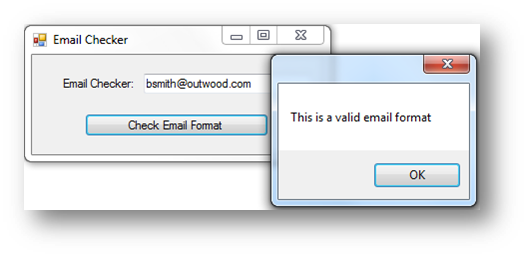 Email Checker
Email Checker: bsmith@outwood.com
Check Email Format
This is a valid email format
OK